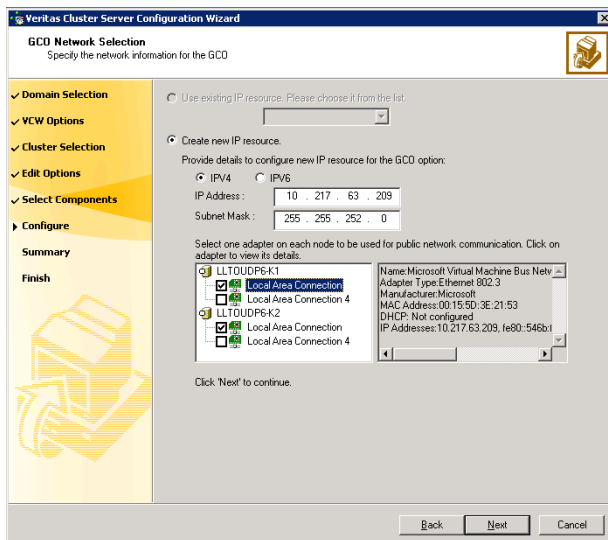 Veritas Cluster Server Configuration Wizard
GCO Network Selection
Specify the network information for the GCO
Domain Selection
VCW Options
Cluster Selection
Edit Options
Select Components
Configure
Summary
Finish
Use existing IP resource. Please choose it from the list.
Create new IP resource.
Provide details to configure new IP resource for the GCO option:
IPV4 IPV6
IP Address : 10 . 217 . 63 . 209
Subnet Mask : 255 . 255 . 252 . 0
Select one adapter on each node to be used for public network communication. Click on
adapter to view its details.
LLTOUDP6-K1
Local Area Connection
Local Area Connection 4
LLTOUDP6-K2
Local Area Connection
Local Area Connection 4
Name:Microsoft Virtual Machine Bus Netw
Adapter Type:Ethernet 802.3
Manufacturer:Microsoft
MAC Address:00:15:5D:3E:21:53
DHCP: Not configured
IP Addresses:10.217.63.209, fe80::546b:
Click 'Next' to continue.
Back Next Cancel